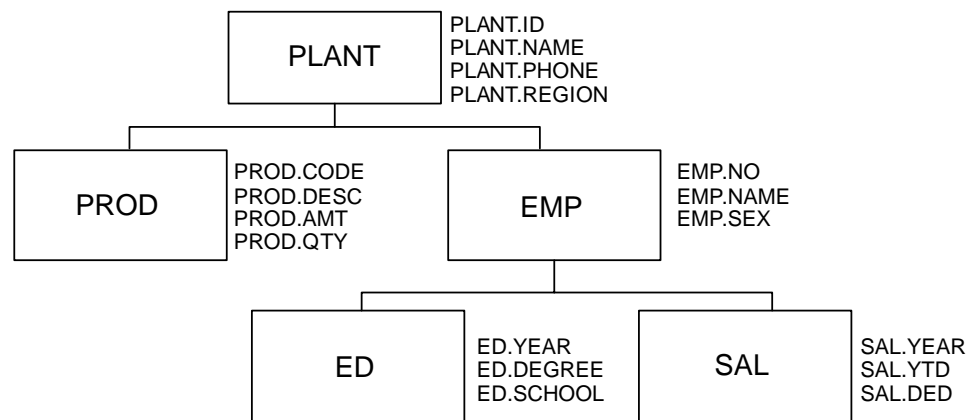 PLANT
PLANT.ID
PLANT.NAME
PLANT.PHONE
PLANT.REGION
PROD
PROD.CODE
PROD.DESC
PROD.AMT
PROD.QTY
EMP
EMP.NO
EMP.NAME
EMP.SEX
ED
ED.YEAR
ED.DEGREE
ED.SCHOOL
SAL
SAL.YEAR
SAL.YTD
SAL.DED